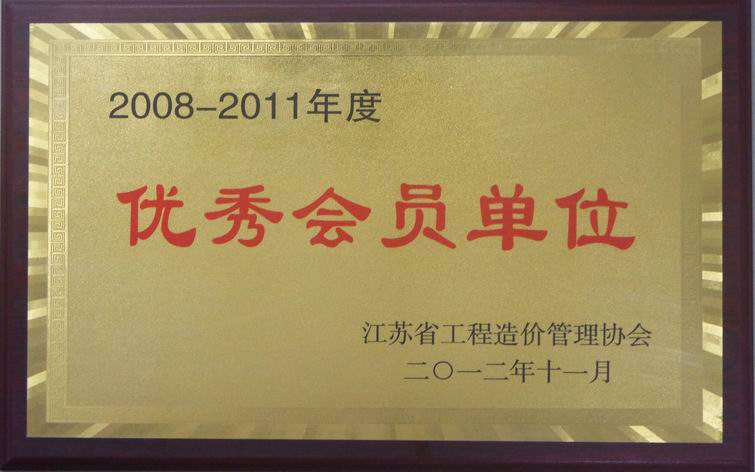 2008-2011年度
优秀会员单位
江苏省工程造价管理协会
二〇一二年十一月